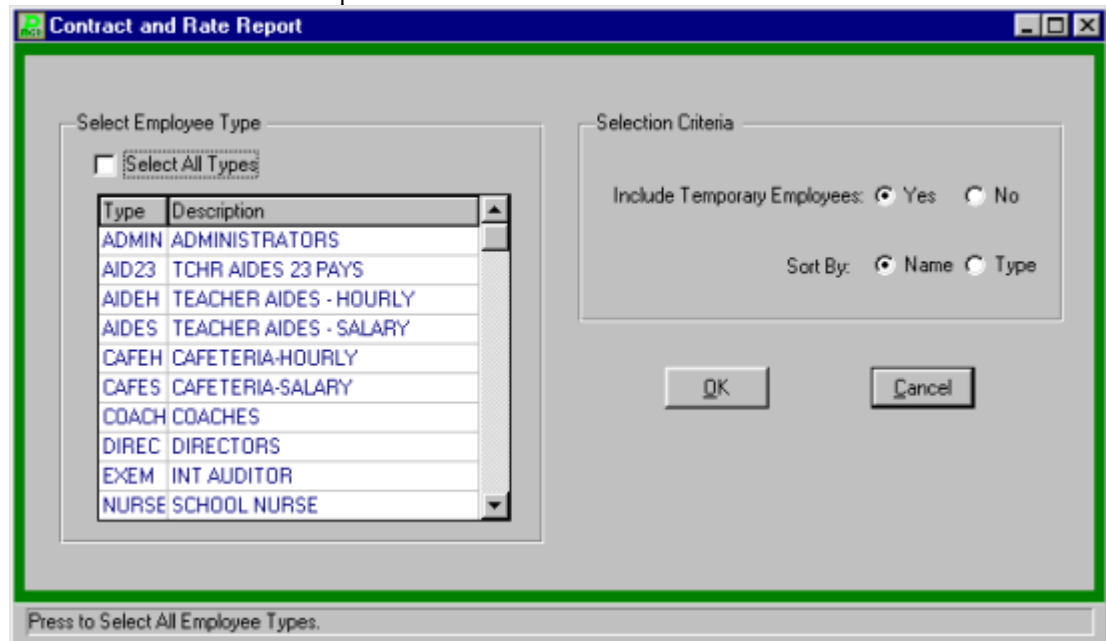 Contract and Rate Report
Select Employee Type
Select All Types
Type Description
ADMIN ADMINISTRATORS
AID23 TCHR AIDES 23 PAYS
AIDEH TEACHER AIDES - HOURLY
AIDES TEACHER AIDES - SALARY
CAFEH CAFETERIA-HOURLY
CAFES CAFETERIA-SALARY
COACH COACHES
DIREC DIRECTORS
EXEM INT AUDITOR
NURSE SCHOOL NURSE
Selection Criteria
Include Temporary Employees: Yes No
Sort By: Name Type
OK Cancel
Press to Select All Employee Types.